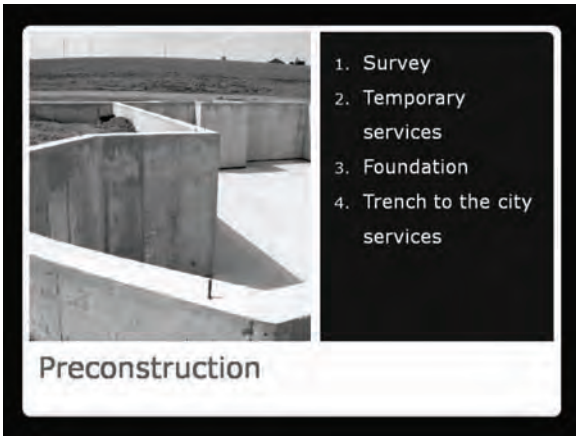 1. Survey
2. Temporary
services
3. Foundation
4. Trench to the city
services
Preconstruction